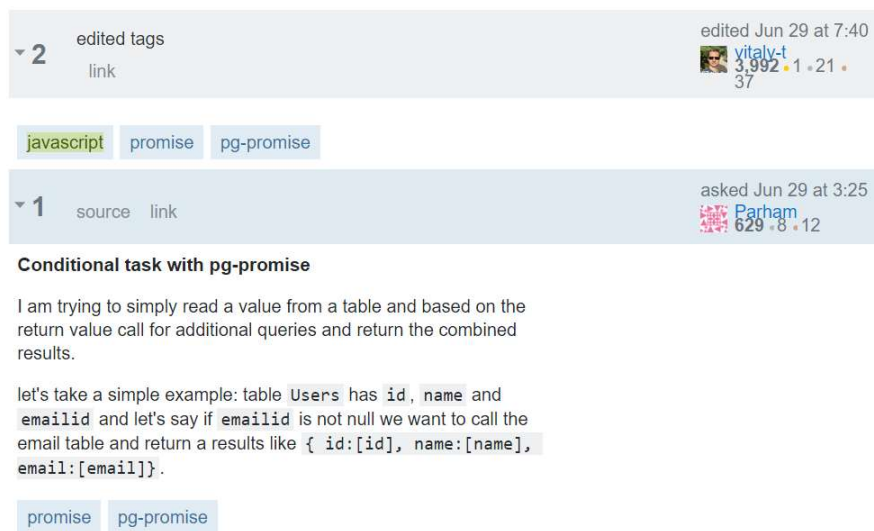 2
edited tags
link
edited Jun 29 at 7:40
vitaly-t
3,992 1 21
37
javascript promise pg-promise
1
source link
asked Jun 29 at 3:25
Parham
629 8 12
Conditional task with pg-promise
I am trying to simply read a value from a table and based on the
return value call for additional queries and return the combined
results.
let's take a simple example: table Users has id, name and
emailid and let's say if emailid is not null we want to call the
email table and return a results like { id:[id], name:[name],
email:[email]}.
promise pg-promise